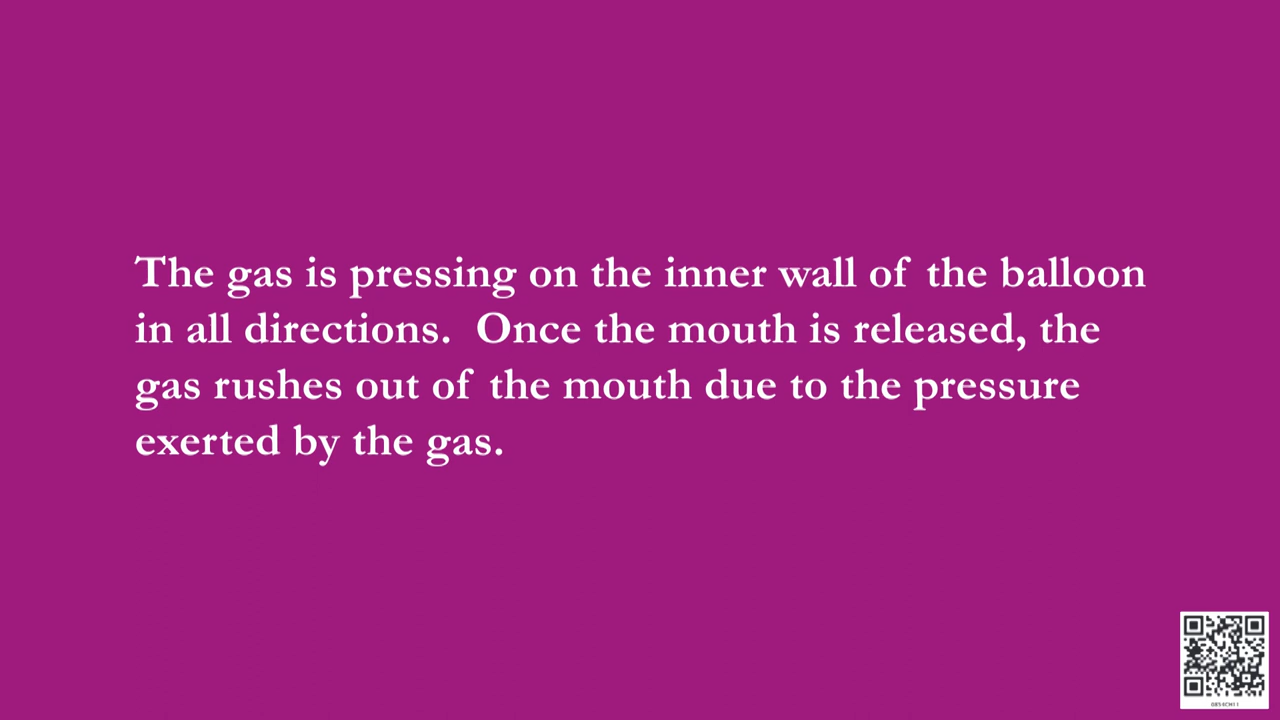 The gas is pressing on the inner wall of the balloon
in all directions. Once the mouth is released, the
gas rushes out of the mouth due to the pressure
exerted by the gas.